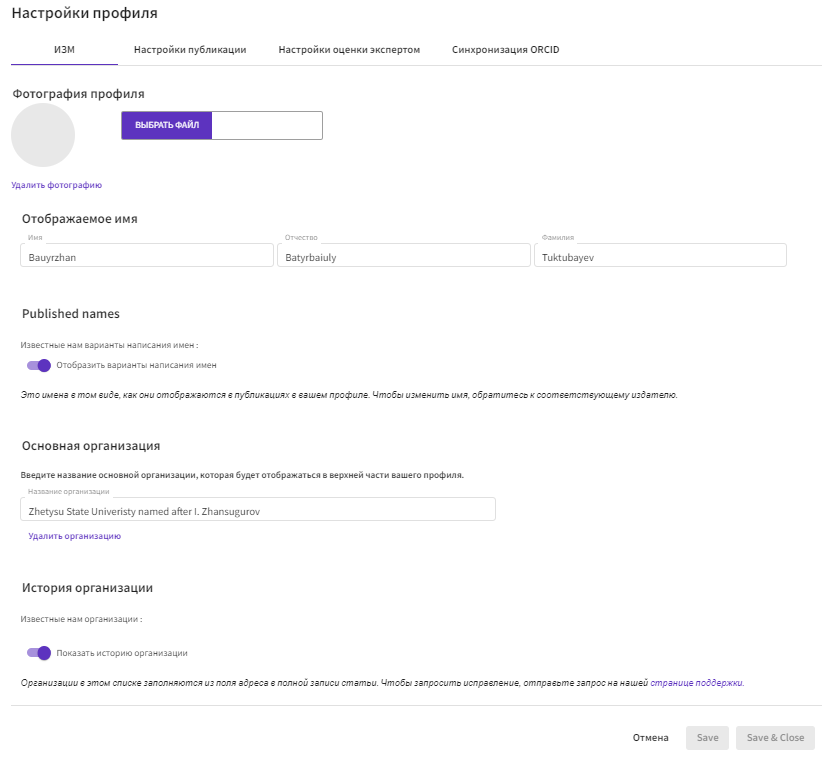 Настройки профиля
ИЗМ Настройки публикации Настройки оценки экспертом Синхронизация ORCID
Фотография профиля
ВЫБРАТЬ ФАЙЛ
Удалить фотографию
Отображаемое имя
Имя Отчество Фамилия
Bauyrzhan Batyrbaiuly Tuktubayev
Published names
Известные нам варианты написания имен :
Отобразить варианты написания имен
Это имена в том виде, как они отображаются в публикациях в вашем профиле. Чтобы изменить имя, обратитесь к соответствующему издателю.
Основная организация
Введите название основной организации, которая будет отображаться в верхней части вашего профиля.
Название организации
Zhetysu State Univeristy named after I. Zhansugurov
Удалить организацию
История организации
Известные нам организации :
Показать историю организации
Организации в этом списке заполняются из поля адреса в полной записи статьи. Чтобы запросить исправление, отправьте запрос на нашей странице поддержки.
Отмена Save Save & Close